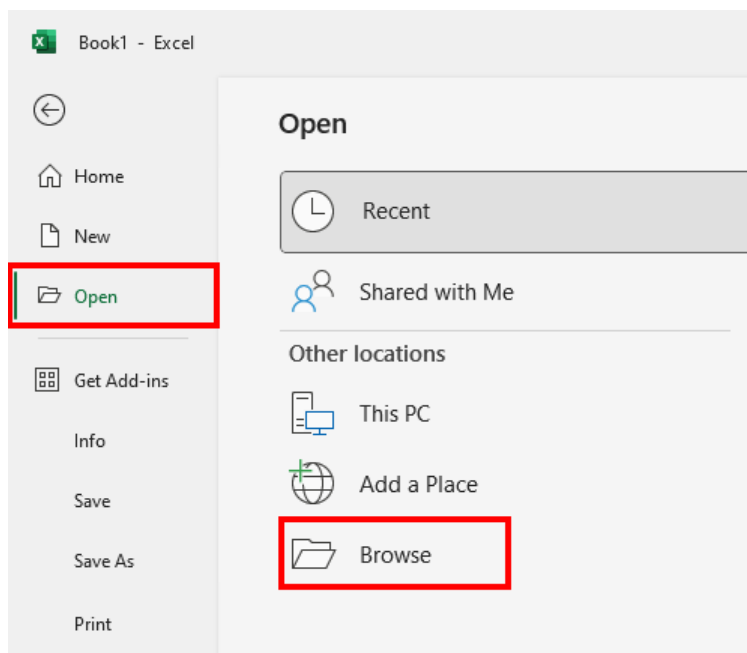 Book1 - Excel
Home
New
Open
Get Add-ins
Info
Save
Save As
Print
Open
Recent
Shared with Me
Other locations
This PC
Add a Place
Browse